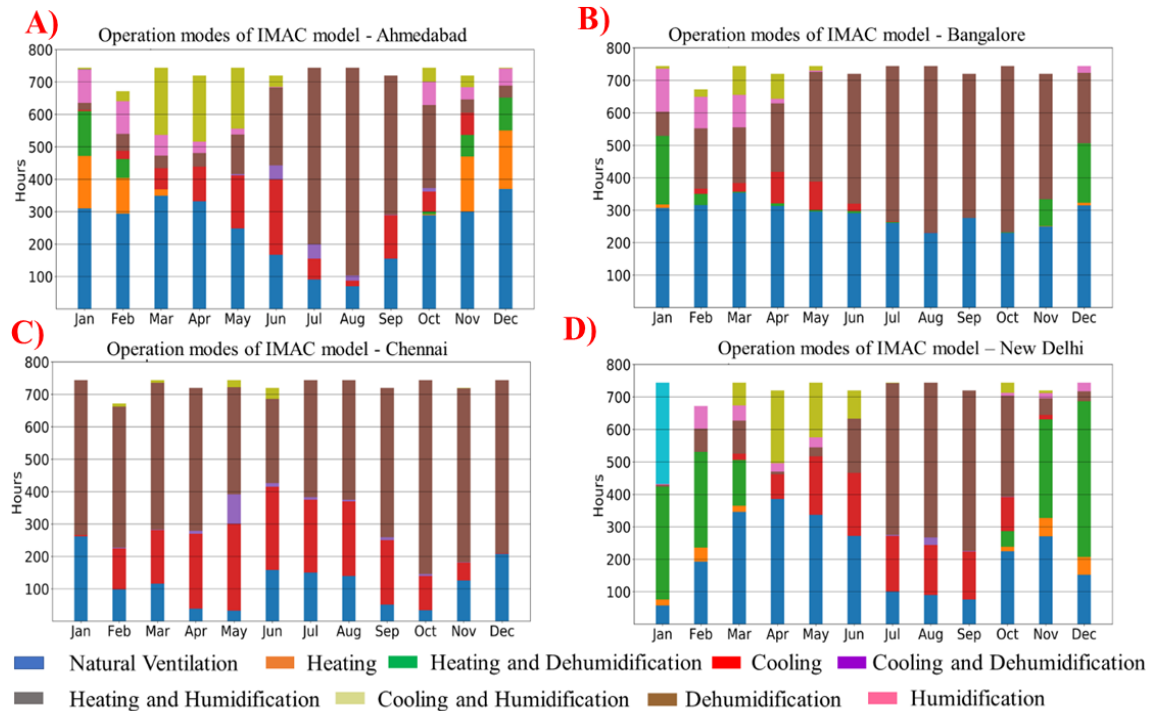 A)
Operation modes of IMAC model - Ahmedabad
800
700
600
500
400
300
200
100
Hours
Jan Feb Mar Apr May Jun Jul Aug Sep Oct Nov Dec
B)
Operation modes of IMAC model - Bangalore
800
700
600
500
400
300
200
100
Hours
Jan Feb Mar Apr May Jun Jul Aug Sep Oct Nov Dec
C)
Operation modes of IMAC model - Chennai
800
700
600
500
400
300
200
100
Hours
Jan Feb Mar Apr May Jun Jul Aug Sep Oct Nov Dec
D)
Operation modes of IMAC model – New Delhi
800
700
600
500
400
300
200
100
Hours
Jan Feb Mar Apr May Jun Jul Aug Sep Oct Nov Dec
Natural Ventilation Heating Heating and Dehumidification Cooling Cooling and Dehumidification
Heating and Humidification Cooling and Humidification Dehumidification Humidification